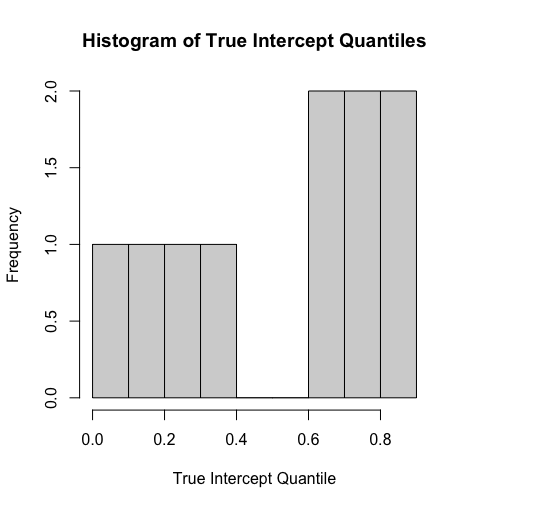 Histogram of True Intercept Quantiles
Frequency
2.0
1.5
1.0
0.5
0.0
0.0 0.2 0.4 0.6 0.8
True Intercept Quantile